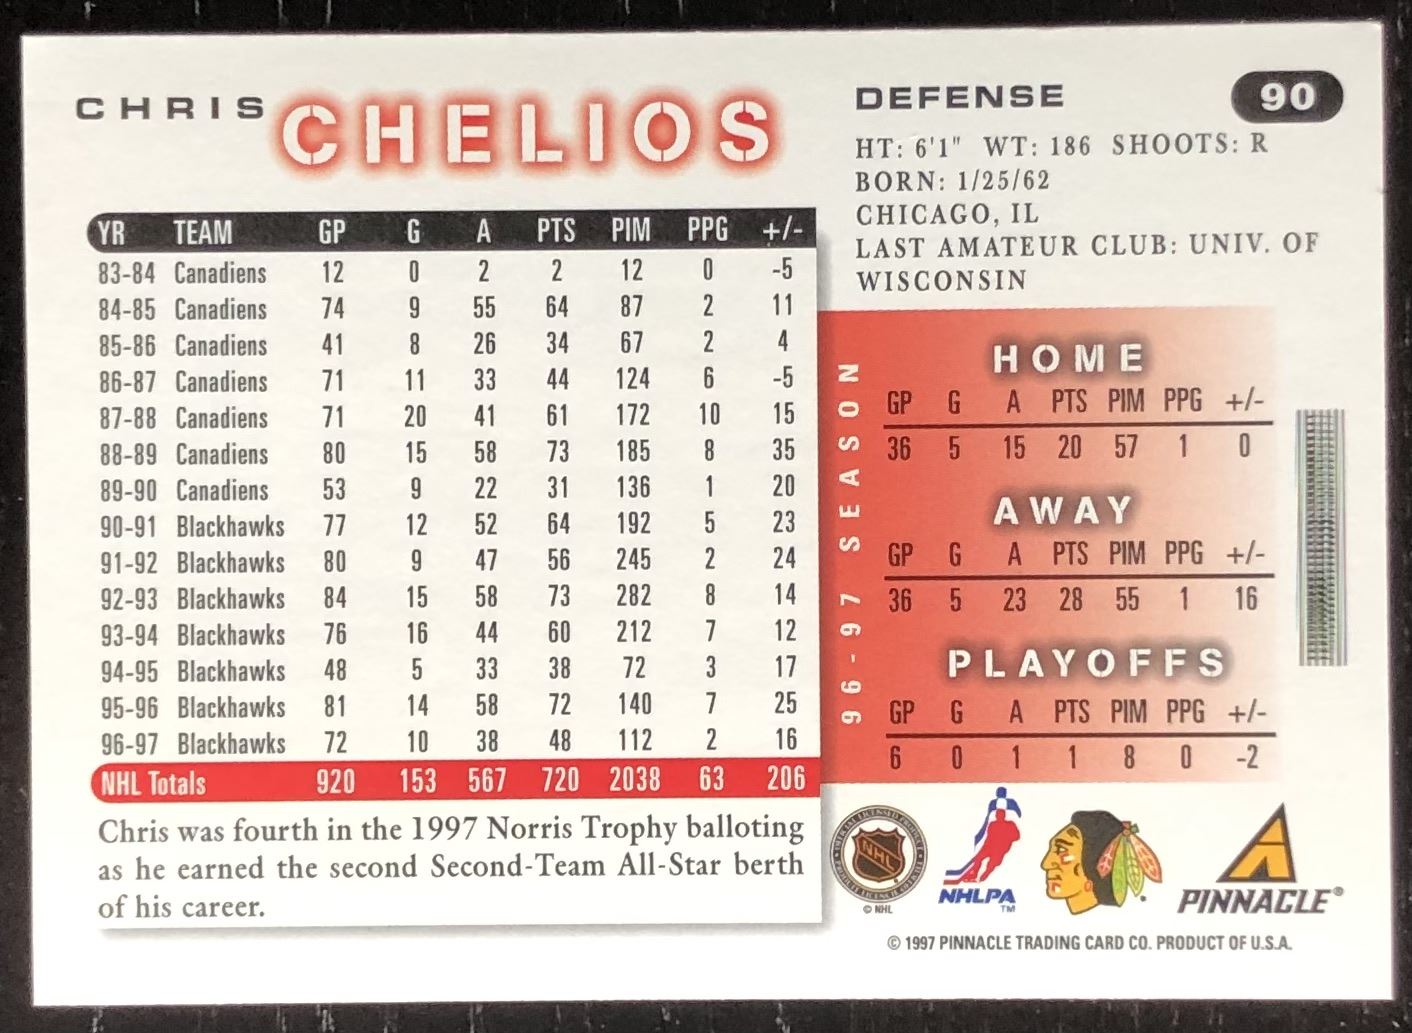 CHRIS CHELIOS
DEFENSE
90
HT: 6'1" WT: 186 SHOOTS: R
BORN: 1/25/62
CHICAGO, IL
LAST AMATEUR CLUB: UNIV. OF
WISCONSIN
YR TEAM GP G A PTS PIM PPG +/-
83-84 Canadiens 12 0 2 2 12 0 -5
84-85 Canadiens 74 9 55 64 87 2 11
85-86 Canadiens 41 8 26 34 67 2 4
86-87 Canadiens 71 11 33 44 124 6 -5
87-88 Canadiens 71 20 41 61 172 10 15
88-89 Canadiens 80 15 58 73 185 8 35
89-90 Canadiens 53 9 22 31 136 1 20
90-91 Blackhawks 77 12 52 64 192 5 23
91-92 Blackhawks 80 9 47 56 245 2 24
92-93 Blackhawks 84 15 58 73 282 8 14
93-94 Blackhawks 76 16 44 60 212 7 12
94-95 Blackhawks 48 5 33 38 72 3 17
95-96 Blackhawks 81 14 58 72 140 7 25
96-97 Blackhawks 72 10 38 48 112 2 16
NHL Totals 920 153 567 720 2038 63 206
Chris was fourth in the 1997 Norris Trophy balloting
as he earned the second Second-Team All-Star berth
of his career.
96-97 SEASON
HOME
GP G A PTS PIM PPG +/-
36 5 15 20 57 1 0
AWAY
GP G A PTS PIM PPG +/-
36 5 23 28 55 1 16
PLAYOFFS
GP G A PTS PIM PPG +/-
6 0 1 1 8 0 -2
NHL
© NHL
NHLPA
TM
PINNACLE®
© 1997 PINNACLE TRADING CARD CO. PRODUCT OF U.S.A.